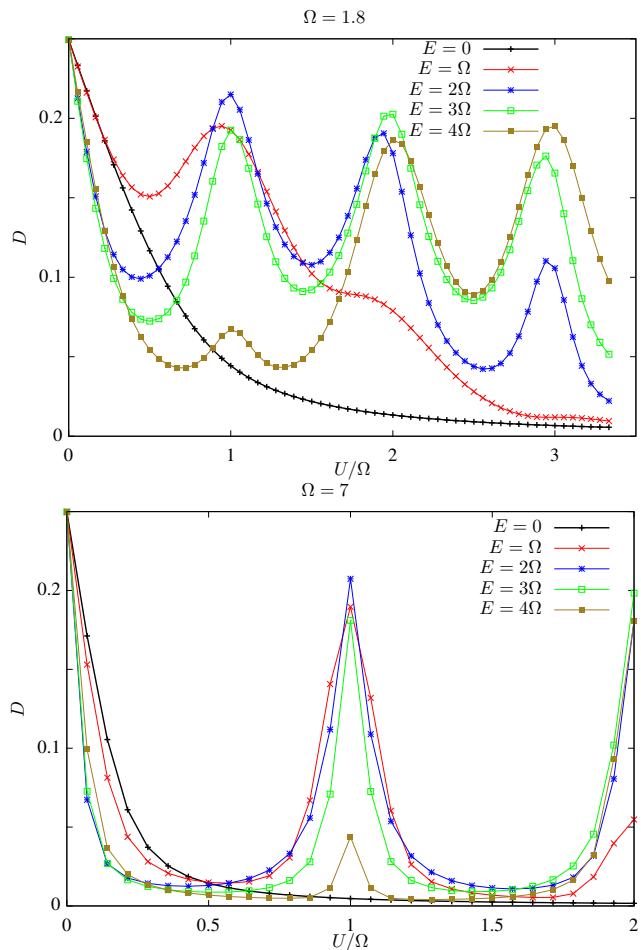 Ω = 1.8
E = 0
E = Ω
E = 2Ω
E = 3Ω
E = 4Ω
0.2
0.1
0
D
0 1 2 3
U/Ω
Ω = 7
E = 0
E = Ω
E = 2Ω
E = 3Ω
E = 4Ω
0.2
0.1
0
D
0 0.5 1 1.5 2
U/Ω